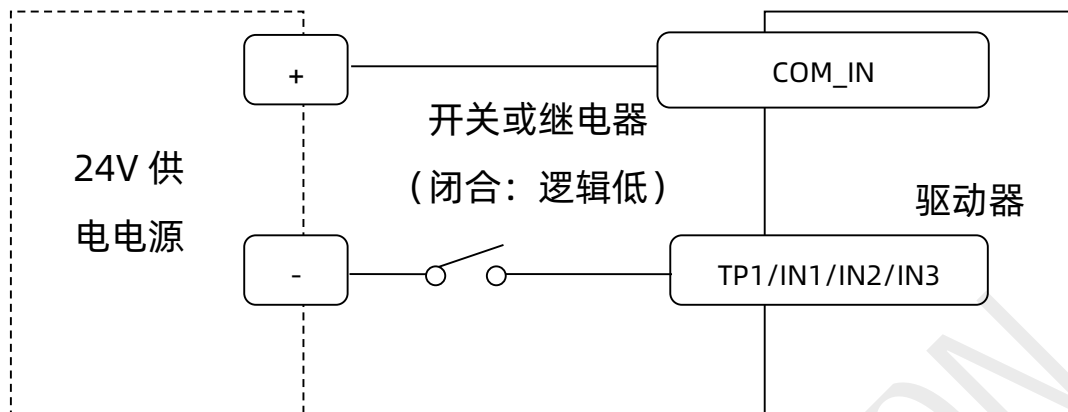 +
COM_IN
开关或继电器
（闭合：逻辑低）
24V 供
电电源
驱动器
-
TP1/IN1/IN2/IN3